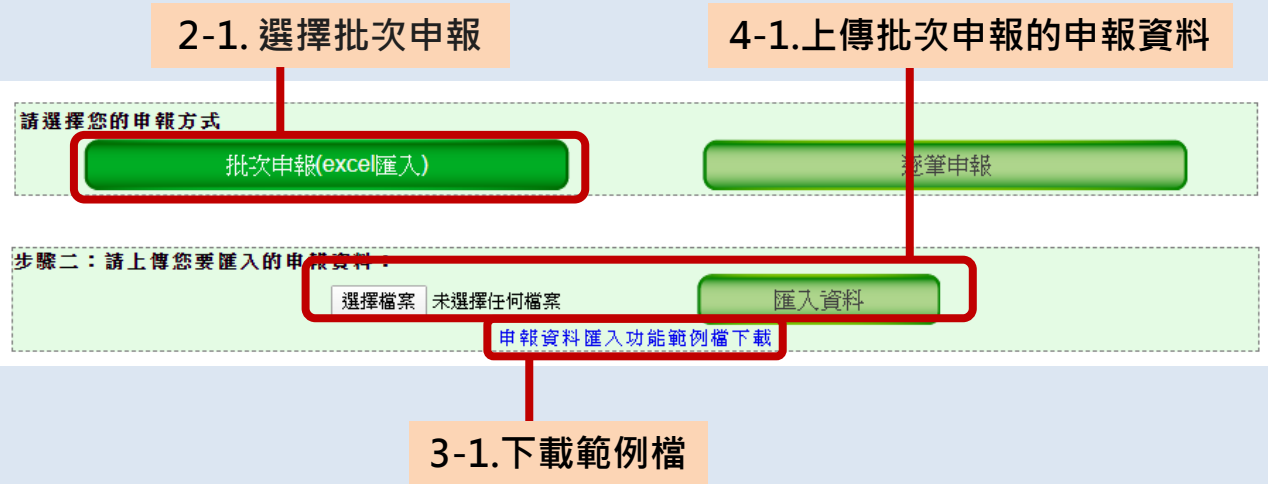 2-1. 選擇批次申報
4-1.上傳批次申報的申報資料
請選擇您的申報方式
批次申報(excel匯入)
逐筆申報
步驟二：請上傳您要匯入的申報資料：
選擇檔案 未選擇任何檔案
匯入資料
申報資料匯入功能範例檔下載
3-1.下載範例檔